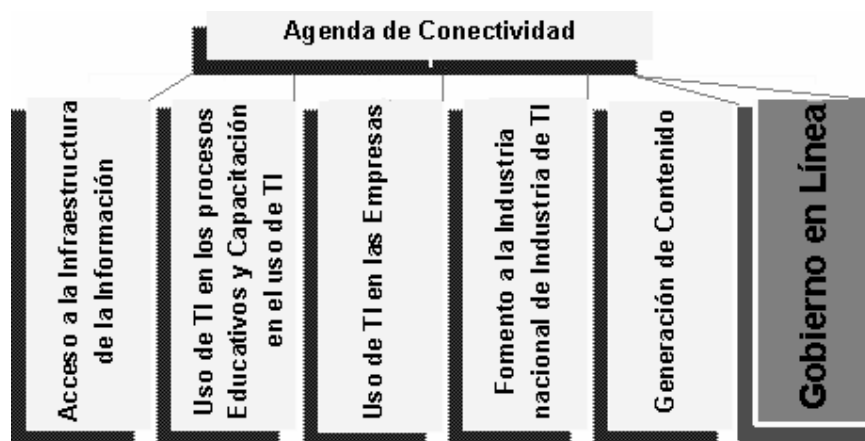 Agenda de Conectividad
Acceso a la Infraestructura
de la Información
Uso de TI en los procesos
Educativos y Capacitación
en el uso de TI
Uso de TI en las Empresas
Fomento a la Industria
nacional de Industria de TI
Generación de Contenido
Gobierno en Línea